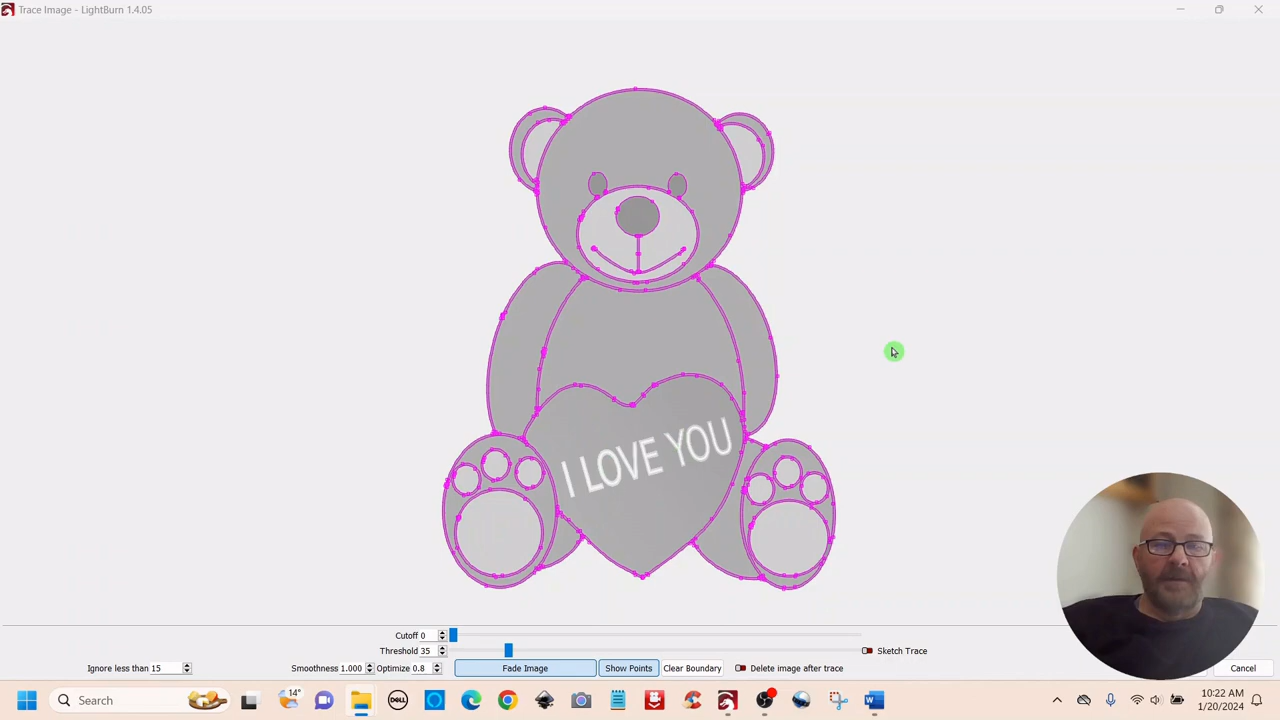 Trace Image - LightBurn 1.4.05
I LOVE YOU
Cutoff 0
Threshold 35
Sketch Trace
Ignore less than 15
Smoothness 1.000
Optimize 0.8
Fade Image
Show Points
Clear Boundary
Delete image after trace
Cancel
Search
14°
DELL
10:22 AM
1/20/2024